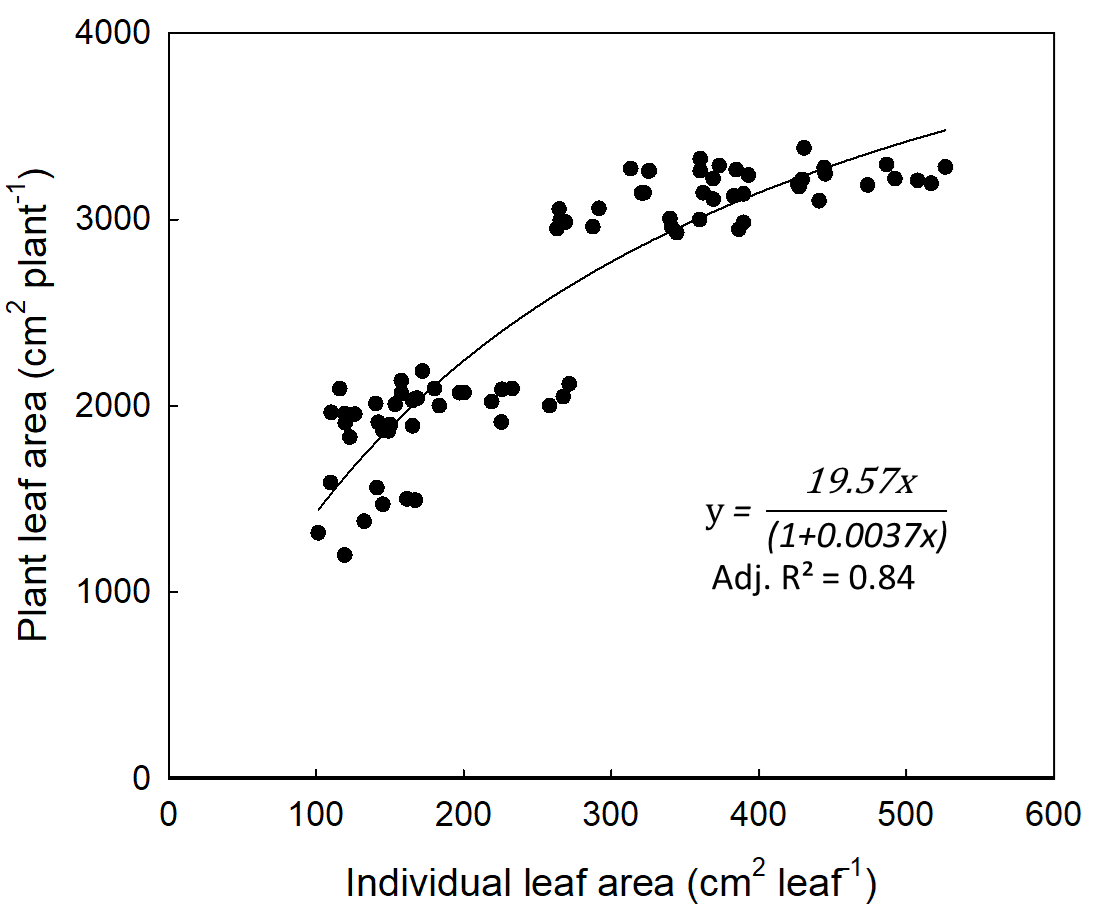 4000
3000
2000
1000
0
Plant leaf area (cm² plant⁻¹)
y = 19.57x / (1+0.0037x)
Adj. R² = 0.84
0 100 200 300 400 500 600
Individual leaf area (cm² leaf⁻¹)